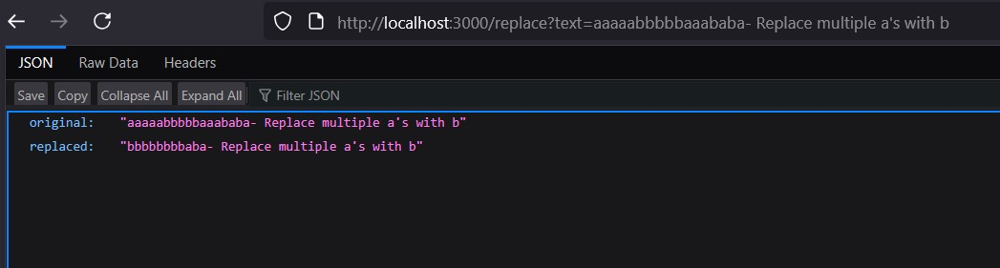 http://localhost:3000/replace?text=aaaaabbbbbaaababa- Replace multiple a's with b
JSON Raw Data Headers
Save Copy Collapse All Expand All Filter JSON
original: "aaaaabbbbbaaababa- Replace multiple a's with b"
replaced: "bbbbbbbbaba- Replace multiple a's with b"